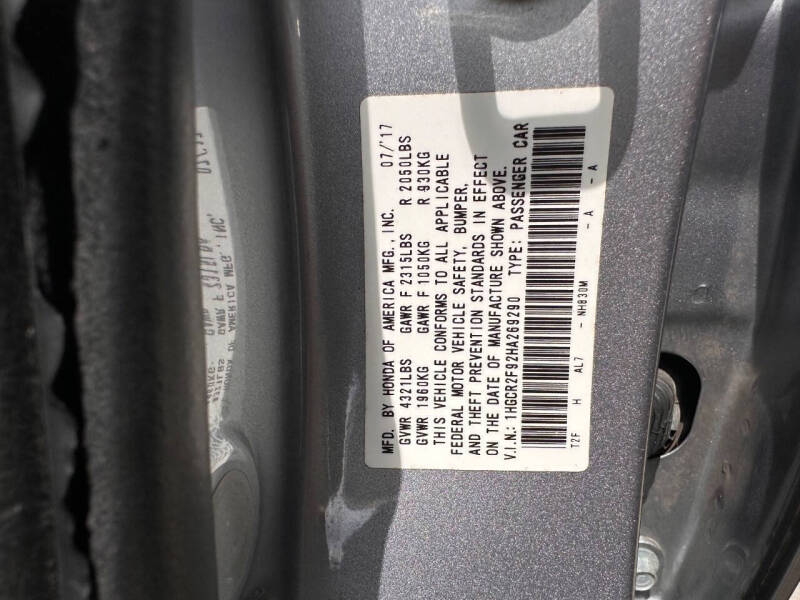 MFD. BY HONDA OF AMERICA MFG., INC. 07/'17
GVWR 4321LBS GAWR F 2315LBS R 2050LBS
GVWR 1960KG GAWR F 1050KG R 930KG
THIS VEHICLE CONFORMS TO ALL APPLICABLE
FEDERAL MOTOR VEHICLE SAFETY, BUMPER,
AND THEFT PREVENTION STANDARDS IN EFFECT
ON THE DATE OF MANUFACTURE SHOWN ABOVE.
V.I.N.: 1HGCR2F92HA269290 TYPE: PASSENGER CAR
T2F H AL7 - NH830M - A - A